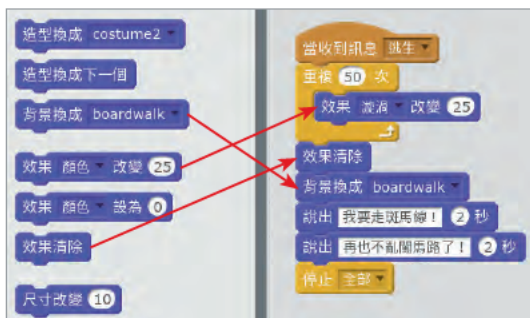 造型換成 costume2
造型換成下一個
背景換成 boardwalk
效果 顏色 改變 25
效果 顏色 設為 0
效果清除
尺寸改變 10
當收到訊息 逃生
重複 50 次
效果 漩渦 改變 25
效果清除
背景換成 boardwalk
說出 我要走斑馬線! 2 秒
說出 再也不亂闖馬路了! 2 秒
停止 全部